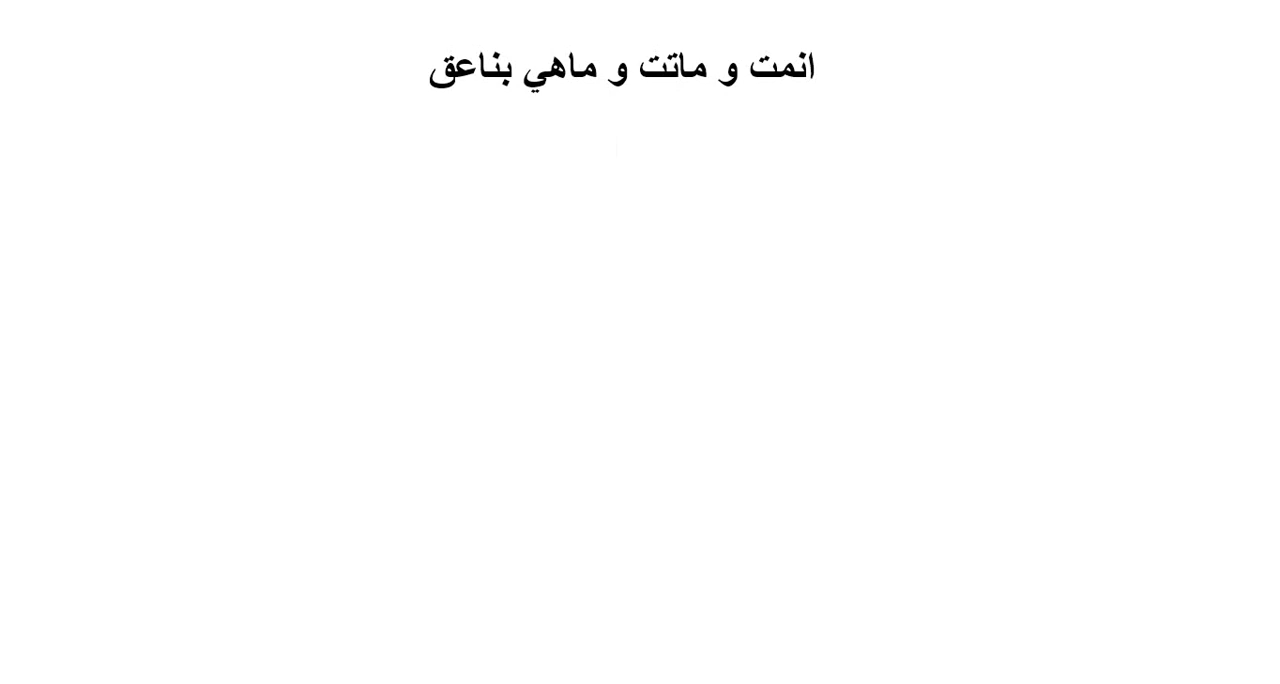 انمت و ماتت و ماهي بناعق